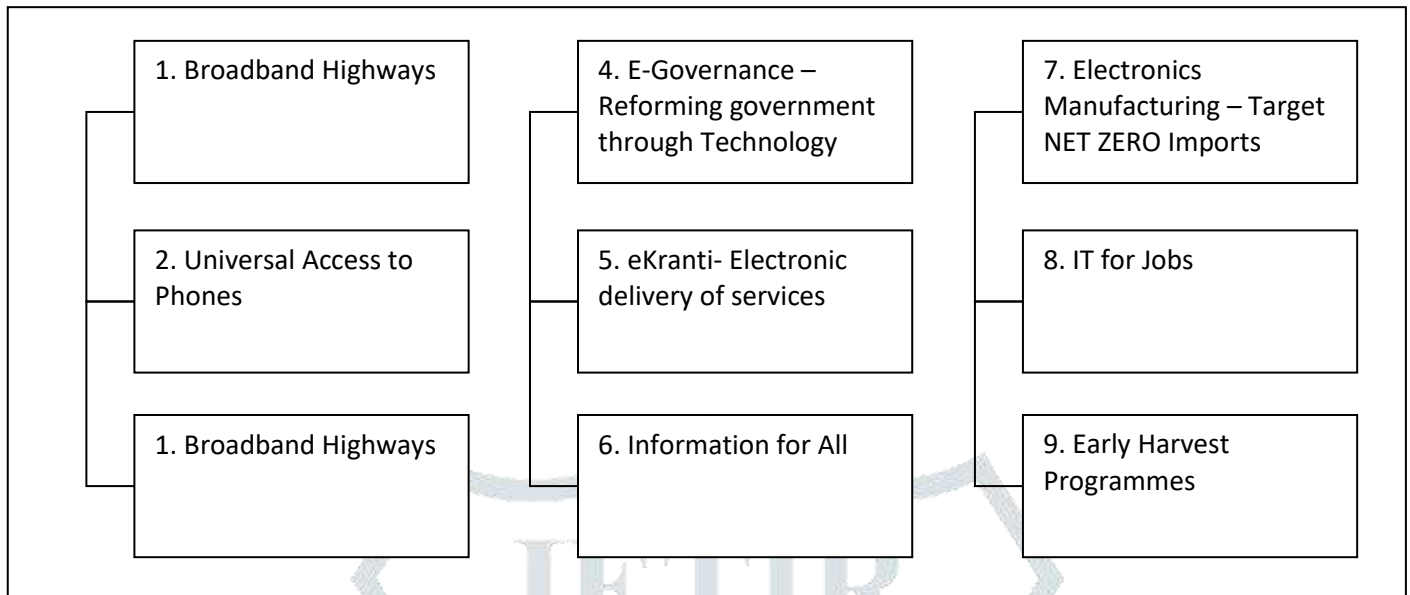 1. Broadband Highways
2. Universal Access to
Phones
1. Broadband Highways
4. E-Governance –
Reforming government
through Technology
5. eKranti- Electronic
delivery of services
6. Information for All
7. Electronics
Manufacturing – Target
NET ZERO Imports
8. IT for Jobs
9. Early Harvest
Programmes